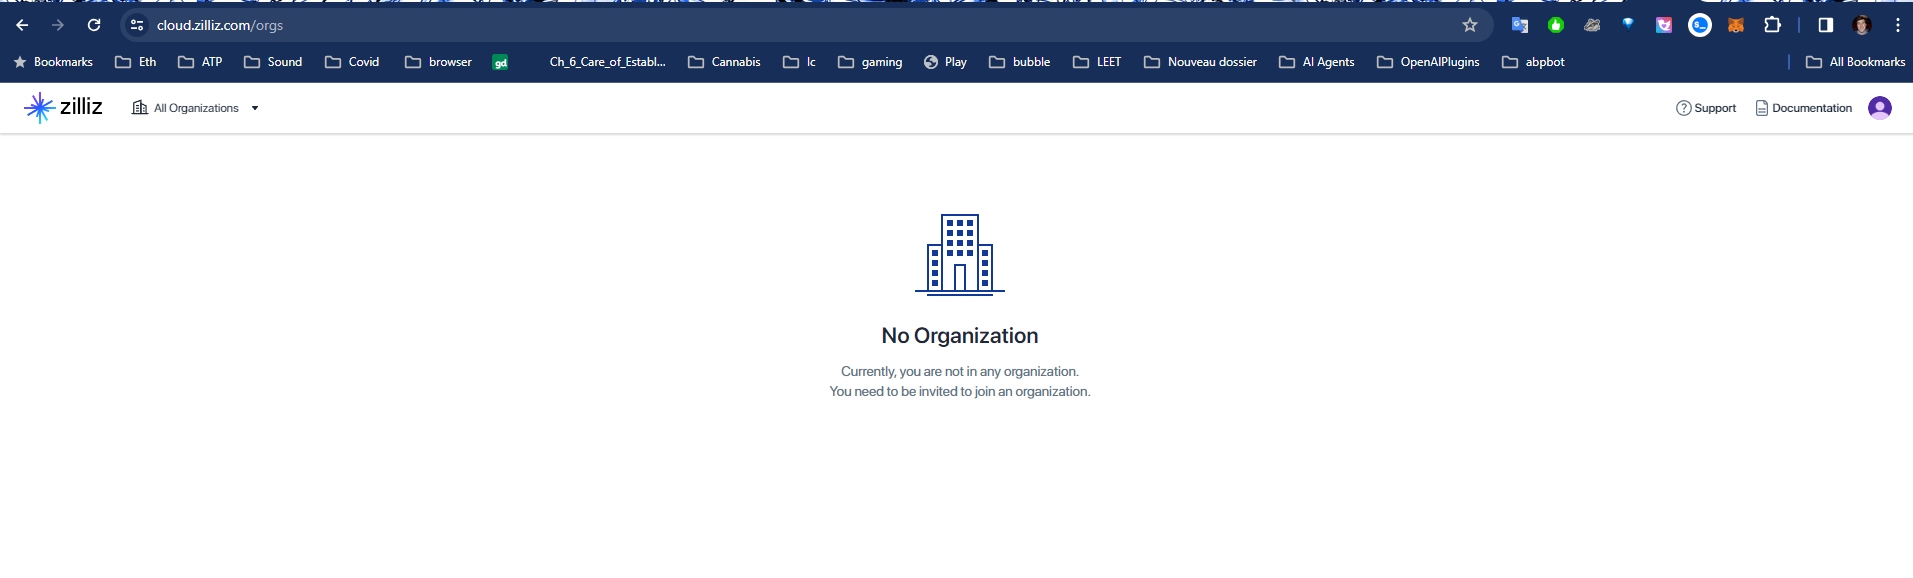 cloud.zilliz.com/orgs
Bookmarks Eth ATP Sound Covid browser gd Ch_6_Care_of_Establ... Cannabis lc gaming Play bubble LEET Nouveau dossier AI Agents OpenAIPlugins abpbot All Bookmarks
zilliz All Organizations Support Documentation
No Organization
Currently, you are not in any organization.
You need to be invited to join an organization.